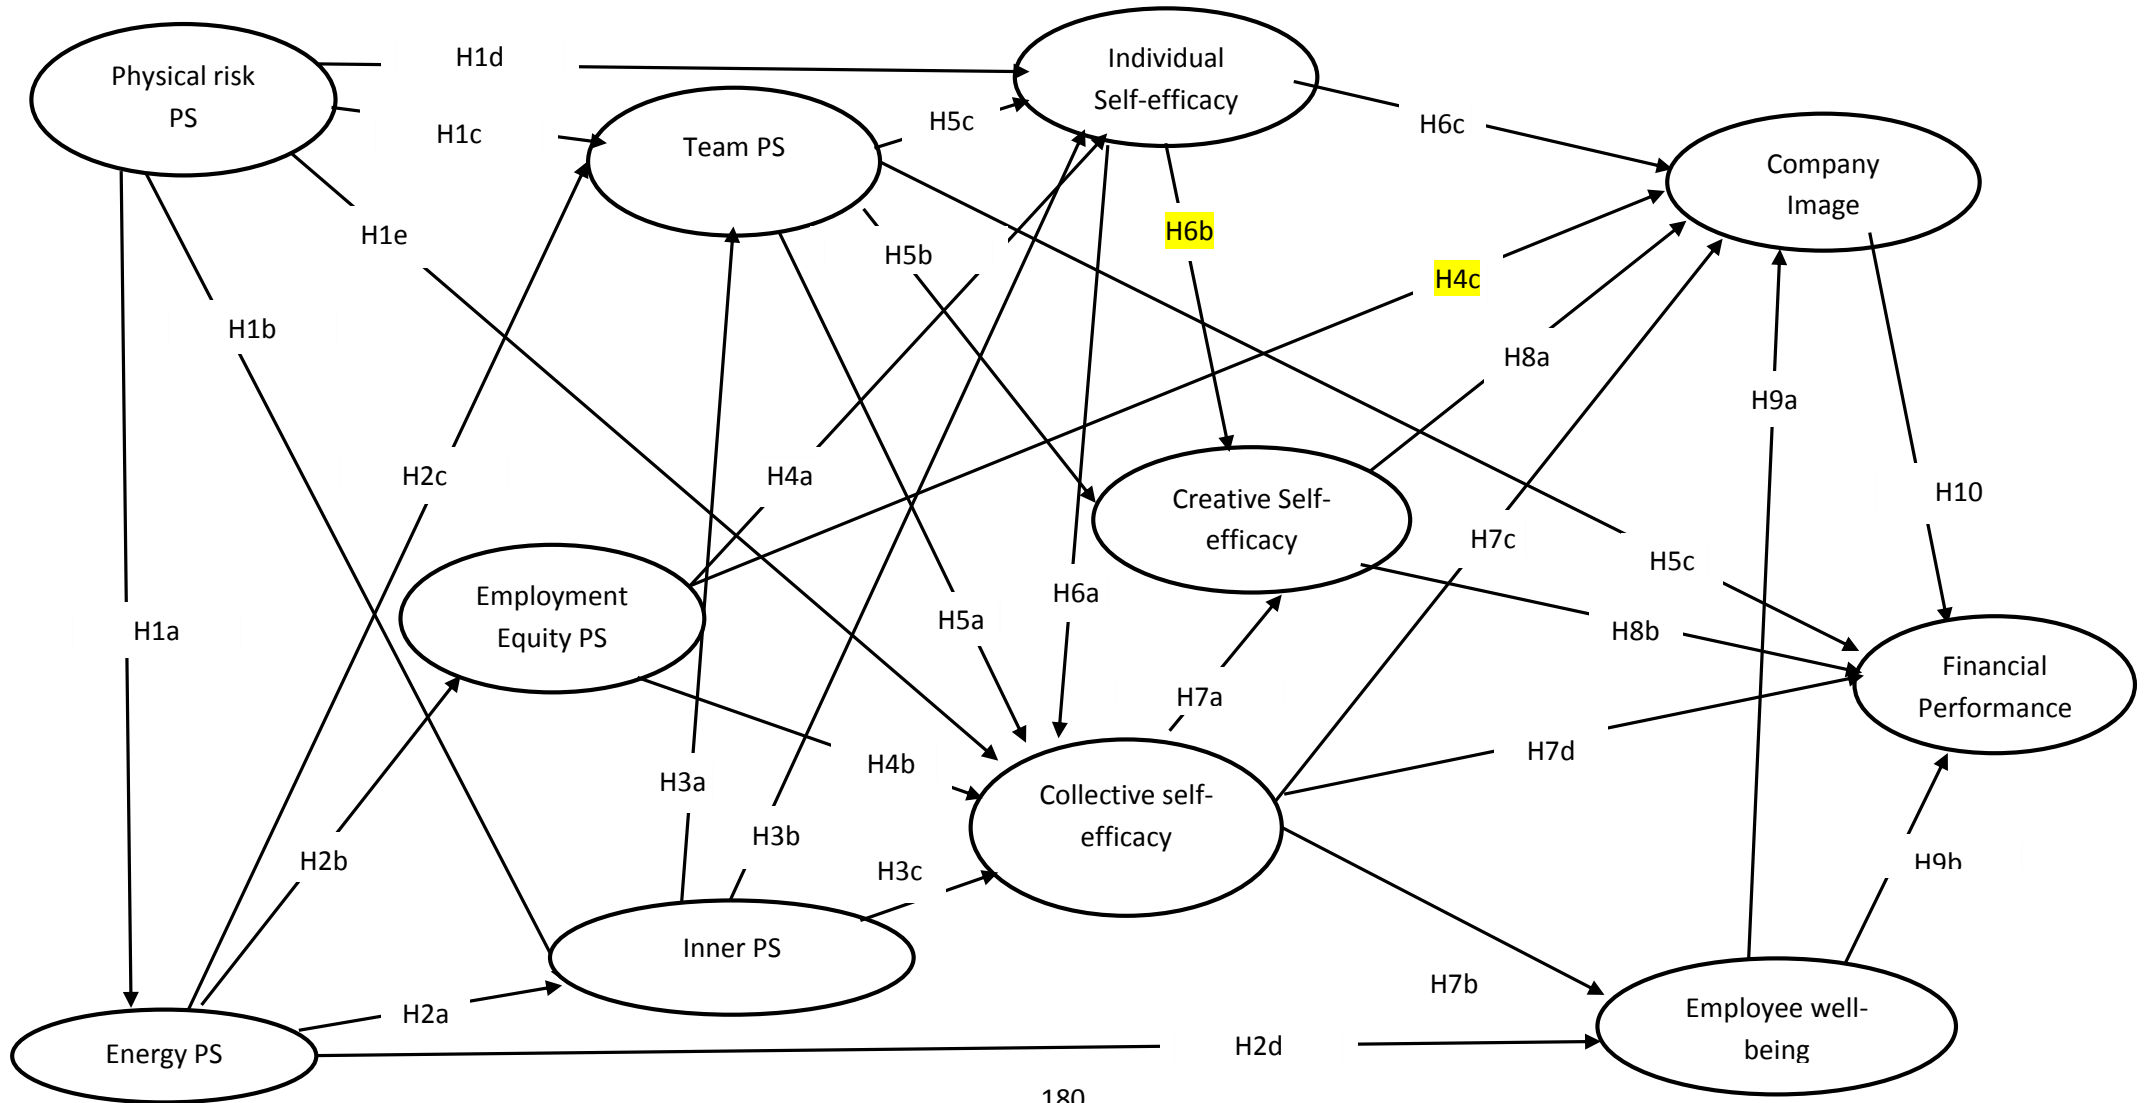 H1d
Individual
Self-efficacy
Physical risk
PS
H1c
Team PS
H5c
H6c
Company
Image
H1e
H5b
H6b
H4c
H1b
H8a
H9a
H2c
H4a
Creative Self-
efficacy
H7c
H10
H5c
Employment
Equity PS
H1a
H5a
H6a
H8b
Financial
Performance
H7a
H3a
H4b
H7d
Collective self-
efficacy
H2b
H3b
H3c
H9b
Inner PS
H7b
H2a
Employee well-
being
Energy PS
H2d
180